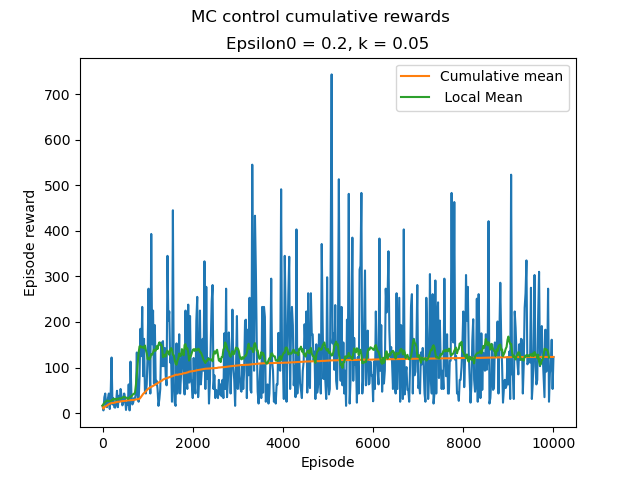 MC control cumulative rewards
Epsilon0 = 0.2, k = 0.05
Cumulative mean
Local Mean
Episode reward
700
600
500
400
300
200
100
0
0 2000 4000 6000 8000 10000
Episode